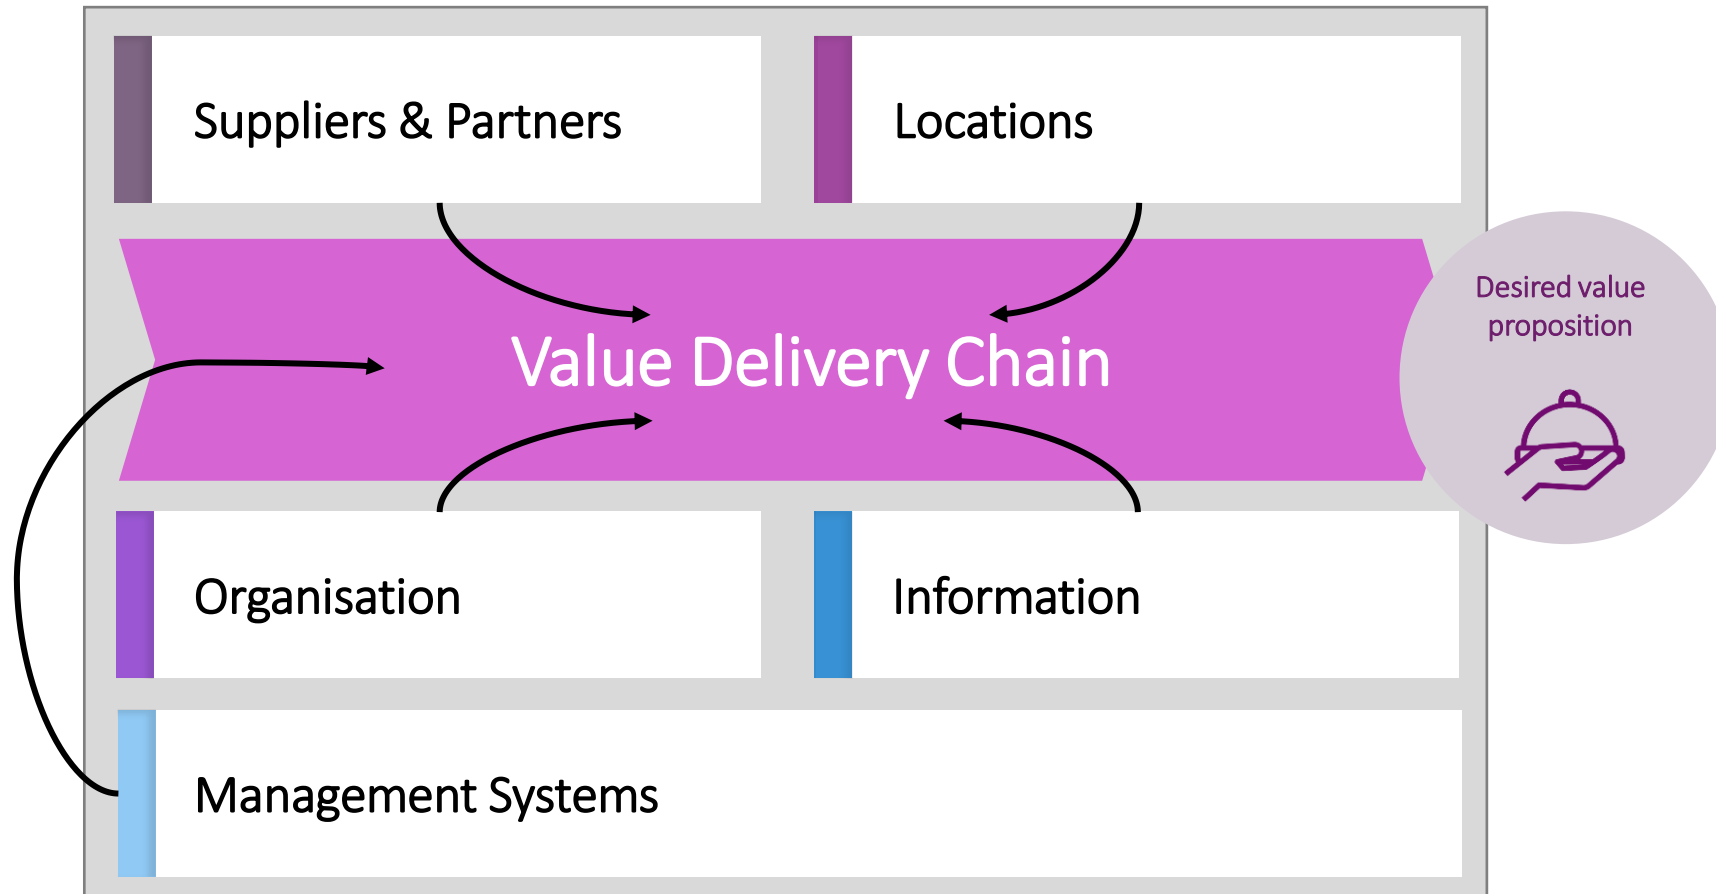 Suppliers & Partners
Locations
Value Delivery Chain
Desired value
proposition
Organisation
Information
Management Systems